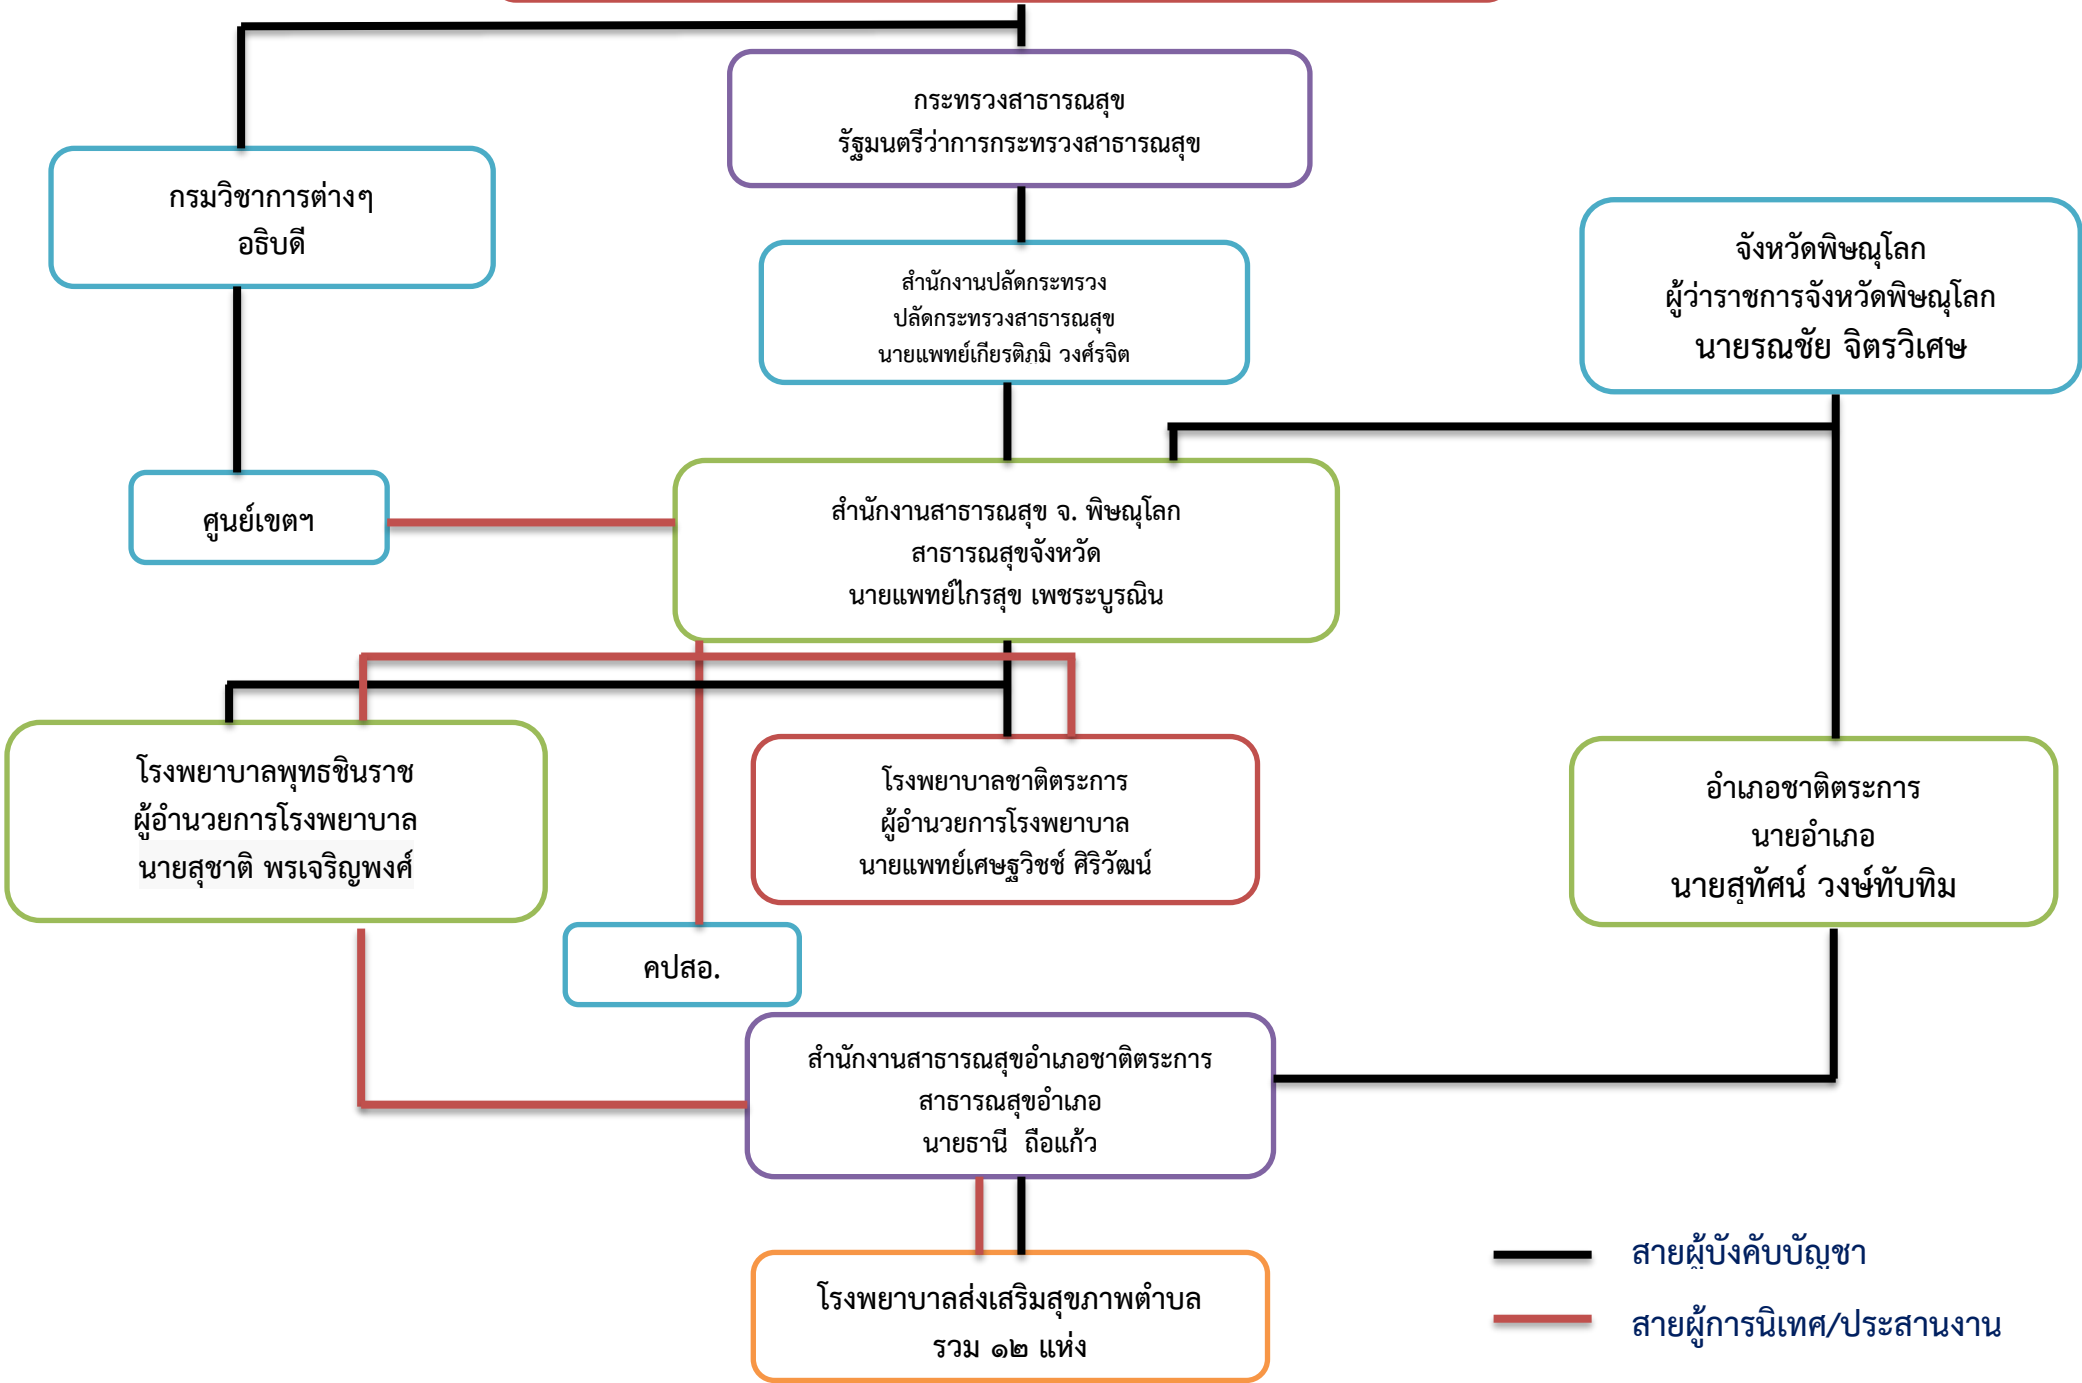 กระทรวงสาธารณสุข
รัฐมนตรีว่าการกระทรวงสาธารณสุข
กรมวิชาการต่างๆ
อธิบดี
จังหวัดพิษณุโลก
ผู้ว่าราชการจังหวัดพิษณุโลก
นายรณชัย จิตรวิเศษ
สำนักงานปลัดกระทรวง
ปลัดกระทรวงสาธารณสุข
นายแพทย์เกียรติภมิ วงศ์รจิต
ศูนย์เขตฯ
สำนักงานสาธารณสุข จ. พิษณุโลก
สาธารณสุขจังหวัด
นายแพทย์ไกรสุข เพชระบูรณิน
โรงพยาบาลพุทธชินราช
ผู้อำนวยการโรงพยาบาล
นายสุชาติ พรเจริญพงศ์
โรงพยาบาลชาติตระการ
ผู้อำนวยการโรงพยาบาล
นายแพทย์เศษฐวิชช์ ศิริวัฒน์
อำเภอชาติตระการ
นายอำเภอ
นายสุทัศน์ วงษ์ทับทิม
คปสอ.
สำนักงานสาธารณสุขอำเภอชาติตระการ
สาธารณสุขอำเภอ
นายธานี ถือแก้ว
โรงพยาบาลส่งเสริมสุขภาพตำบล
รวม ๑๒ แห่ง
สายผู้บังคับบัญชา
สายผู้การนิเทศ/ประสานงาน